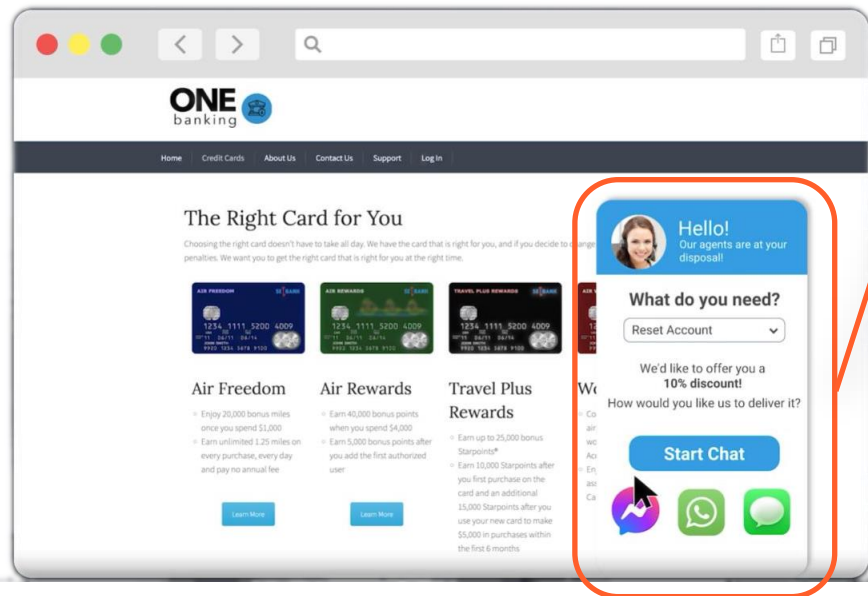 ONE
banking
Home
Credit Cards
About Us
Contact Us
Support
Log In
The Right Card for You
Choosing the right card doesn't have to take all day. We have the card that is right for you, and if you decide to change
penalties. We want you to get the right card that is right for you at the right time.
AIR FREEDOM
1234 1111 5200 4009
Air Freedom
Enjoy 20,000 bonus miles
once you spend $1,000
Earn unlimited 1.25 miles on
every purchase, every day
and pay no annual fee
Learn More
AIR REWARDS
1234 1111 5200 4009
Air Rewards
Earn 40,000 bonus points
when you spend $4,000
Earn 5,000 bonus points after
you add the first authorized
user
Learn More
TRAVEL PLUS REWARDS
1234 1111 5200 4009
Travel Plus
Rewards
Earn up to 25,000 bonus
Starpoints®
Earn 10,000 Starpoints after
you first purchase on the
card and an additional
15,000 Starpoints after you
use your new card to make
$5,000 in purchases within
the first 6 months
Hello!
Our agents are at your
disposal!
What do you need?
Reset Account
We'd like to offer you a
10% discount!
How would you like us to deliver it?
Start Chat